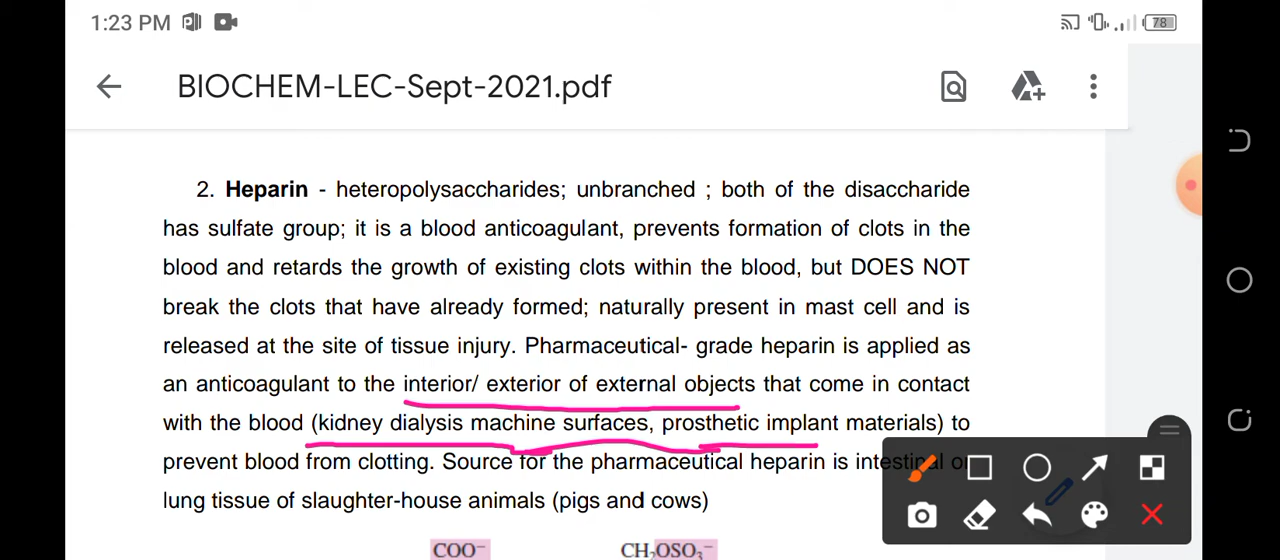 1:23 PM
78
BIOCHEM-LEC-Sept-2021.pdf
2. Heparin - heteropolysaccharides; unbranched ; both of the disaccharide
has sulfate group; it is a blood anticoagulant, prevents formation of clots in the
blood and retards the growth of existing clots within the blood, but DOES NOT
break the clots that have already formed; naturally present in mast cell and is
released at the site of tissue injury. Pharmaceutical- grade heparin is applied as
an anticoagulant to the interior/ exterior of external objects that come in contact
with the blood (kidney dialysis machine surfaces, prosthetic implant materials) to
prevent blood from clotting. Source for the pharmaceutical heparin is intestinal or
lung tissue of slaughter-house animals (pigs and cows)
COO⁻ CH₂OSO₃⁻